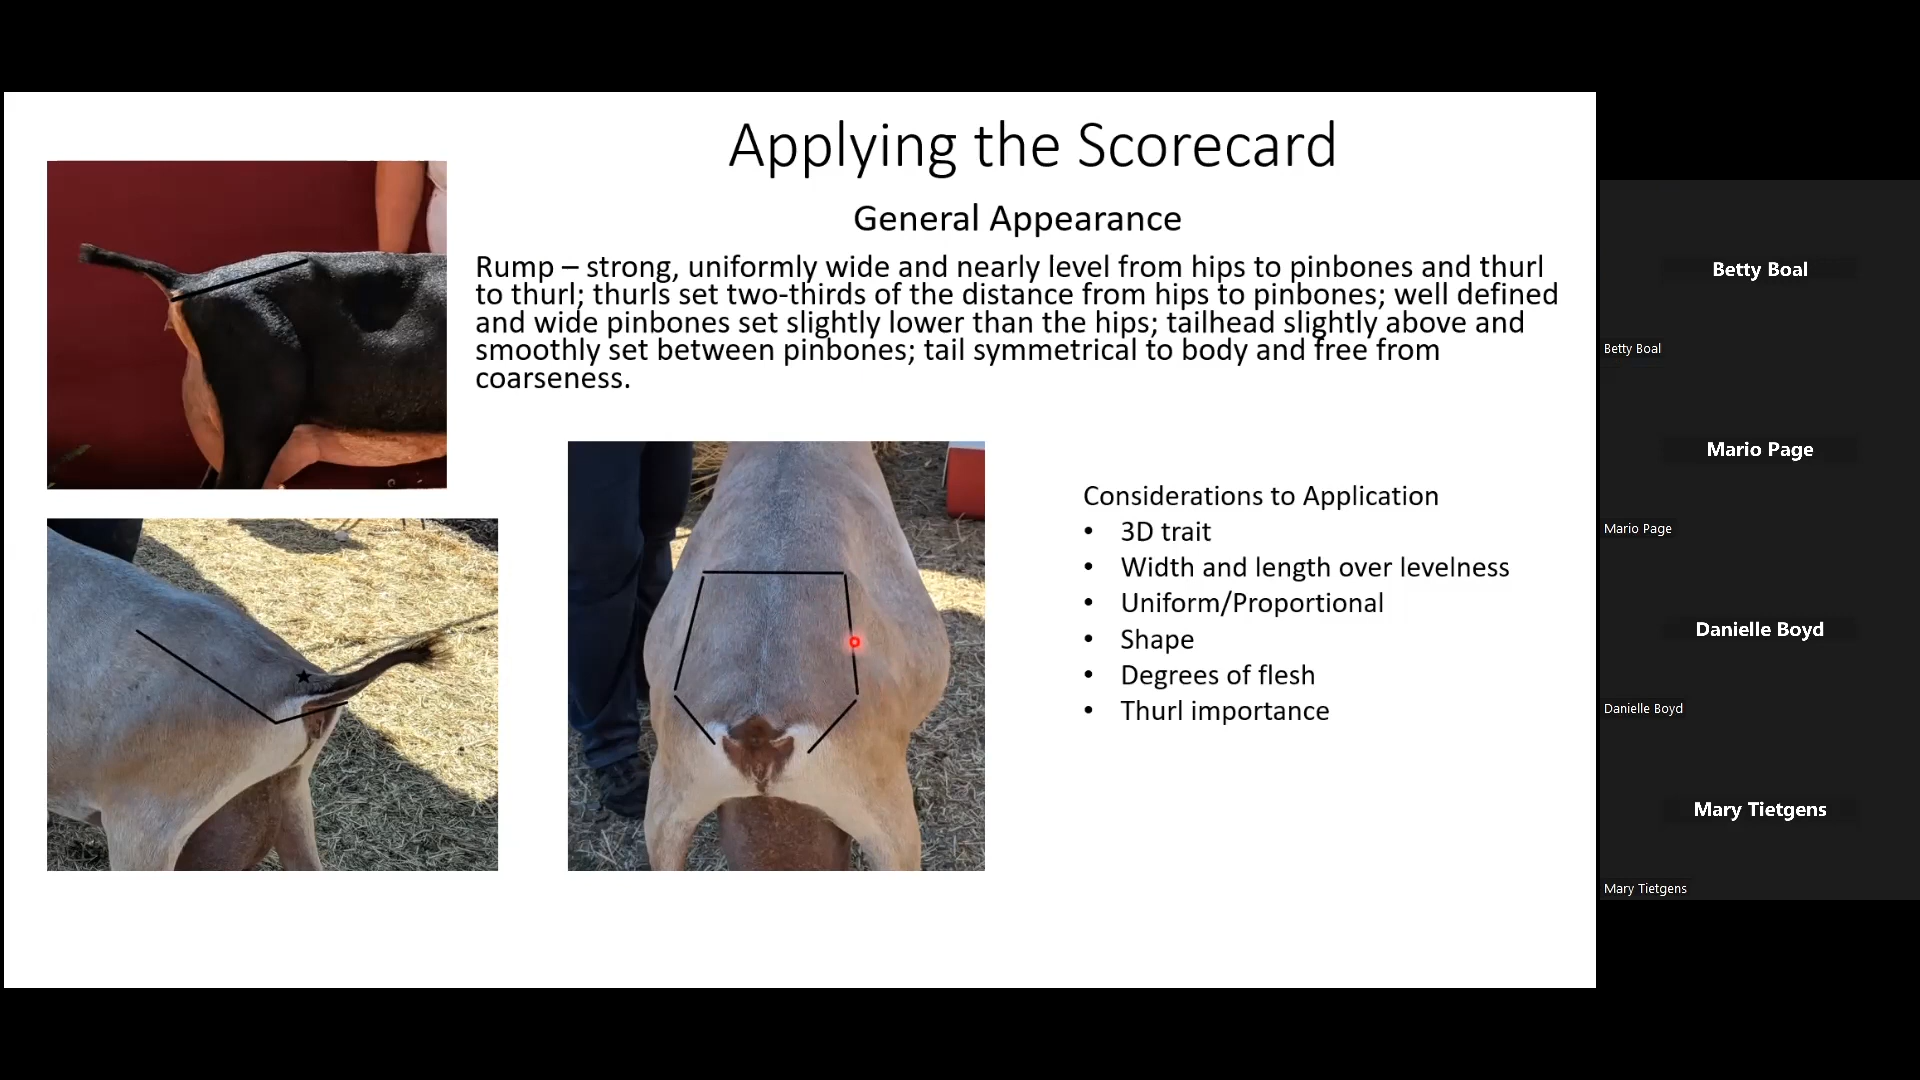 Applying the Scorecard
General Appearance
Rump – strong, uniformly wide and nearly level from hips to pinbones and thurl
to thurl; thurls set two-thirds of the distance from hips to pinbones; well defined
and wide pinbones set slightly lower than the hips; tailhead slightly above and
smoothly set between pinbones; tail symmetrical to body and free from
coarseness.
Considerations to Application
• 3D trait
• Width and length over levelness
• Uniform/Proportional
• Shape
• Degrees of flesh
• Thurl importance
Betty Boal
Betty Boal
Mario Page
Mario Page
Danielle Boyd
Danielle Boyd
Mary Tietgens
Mary Tietgens